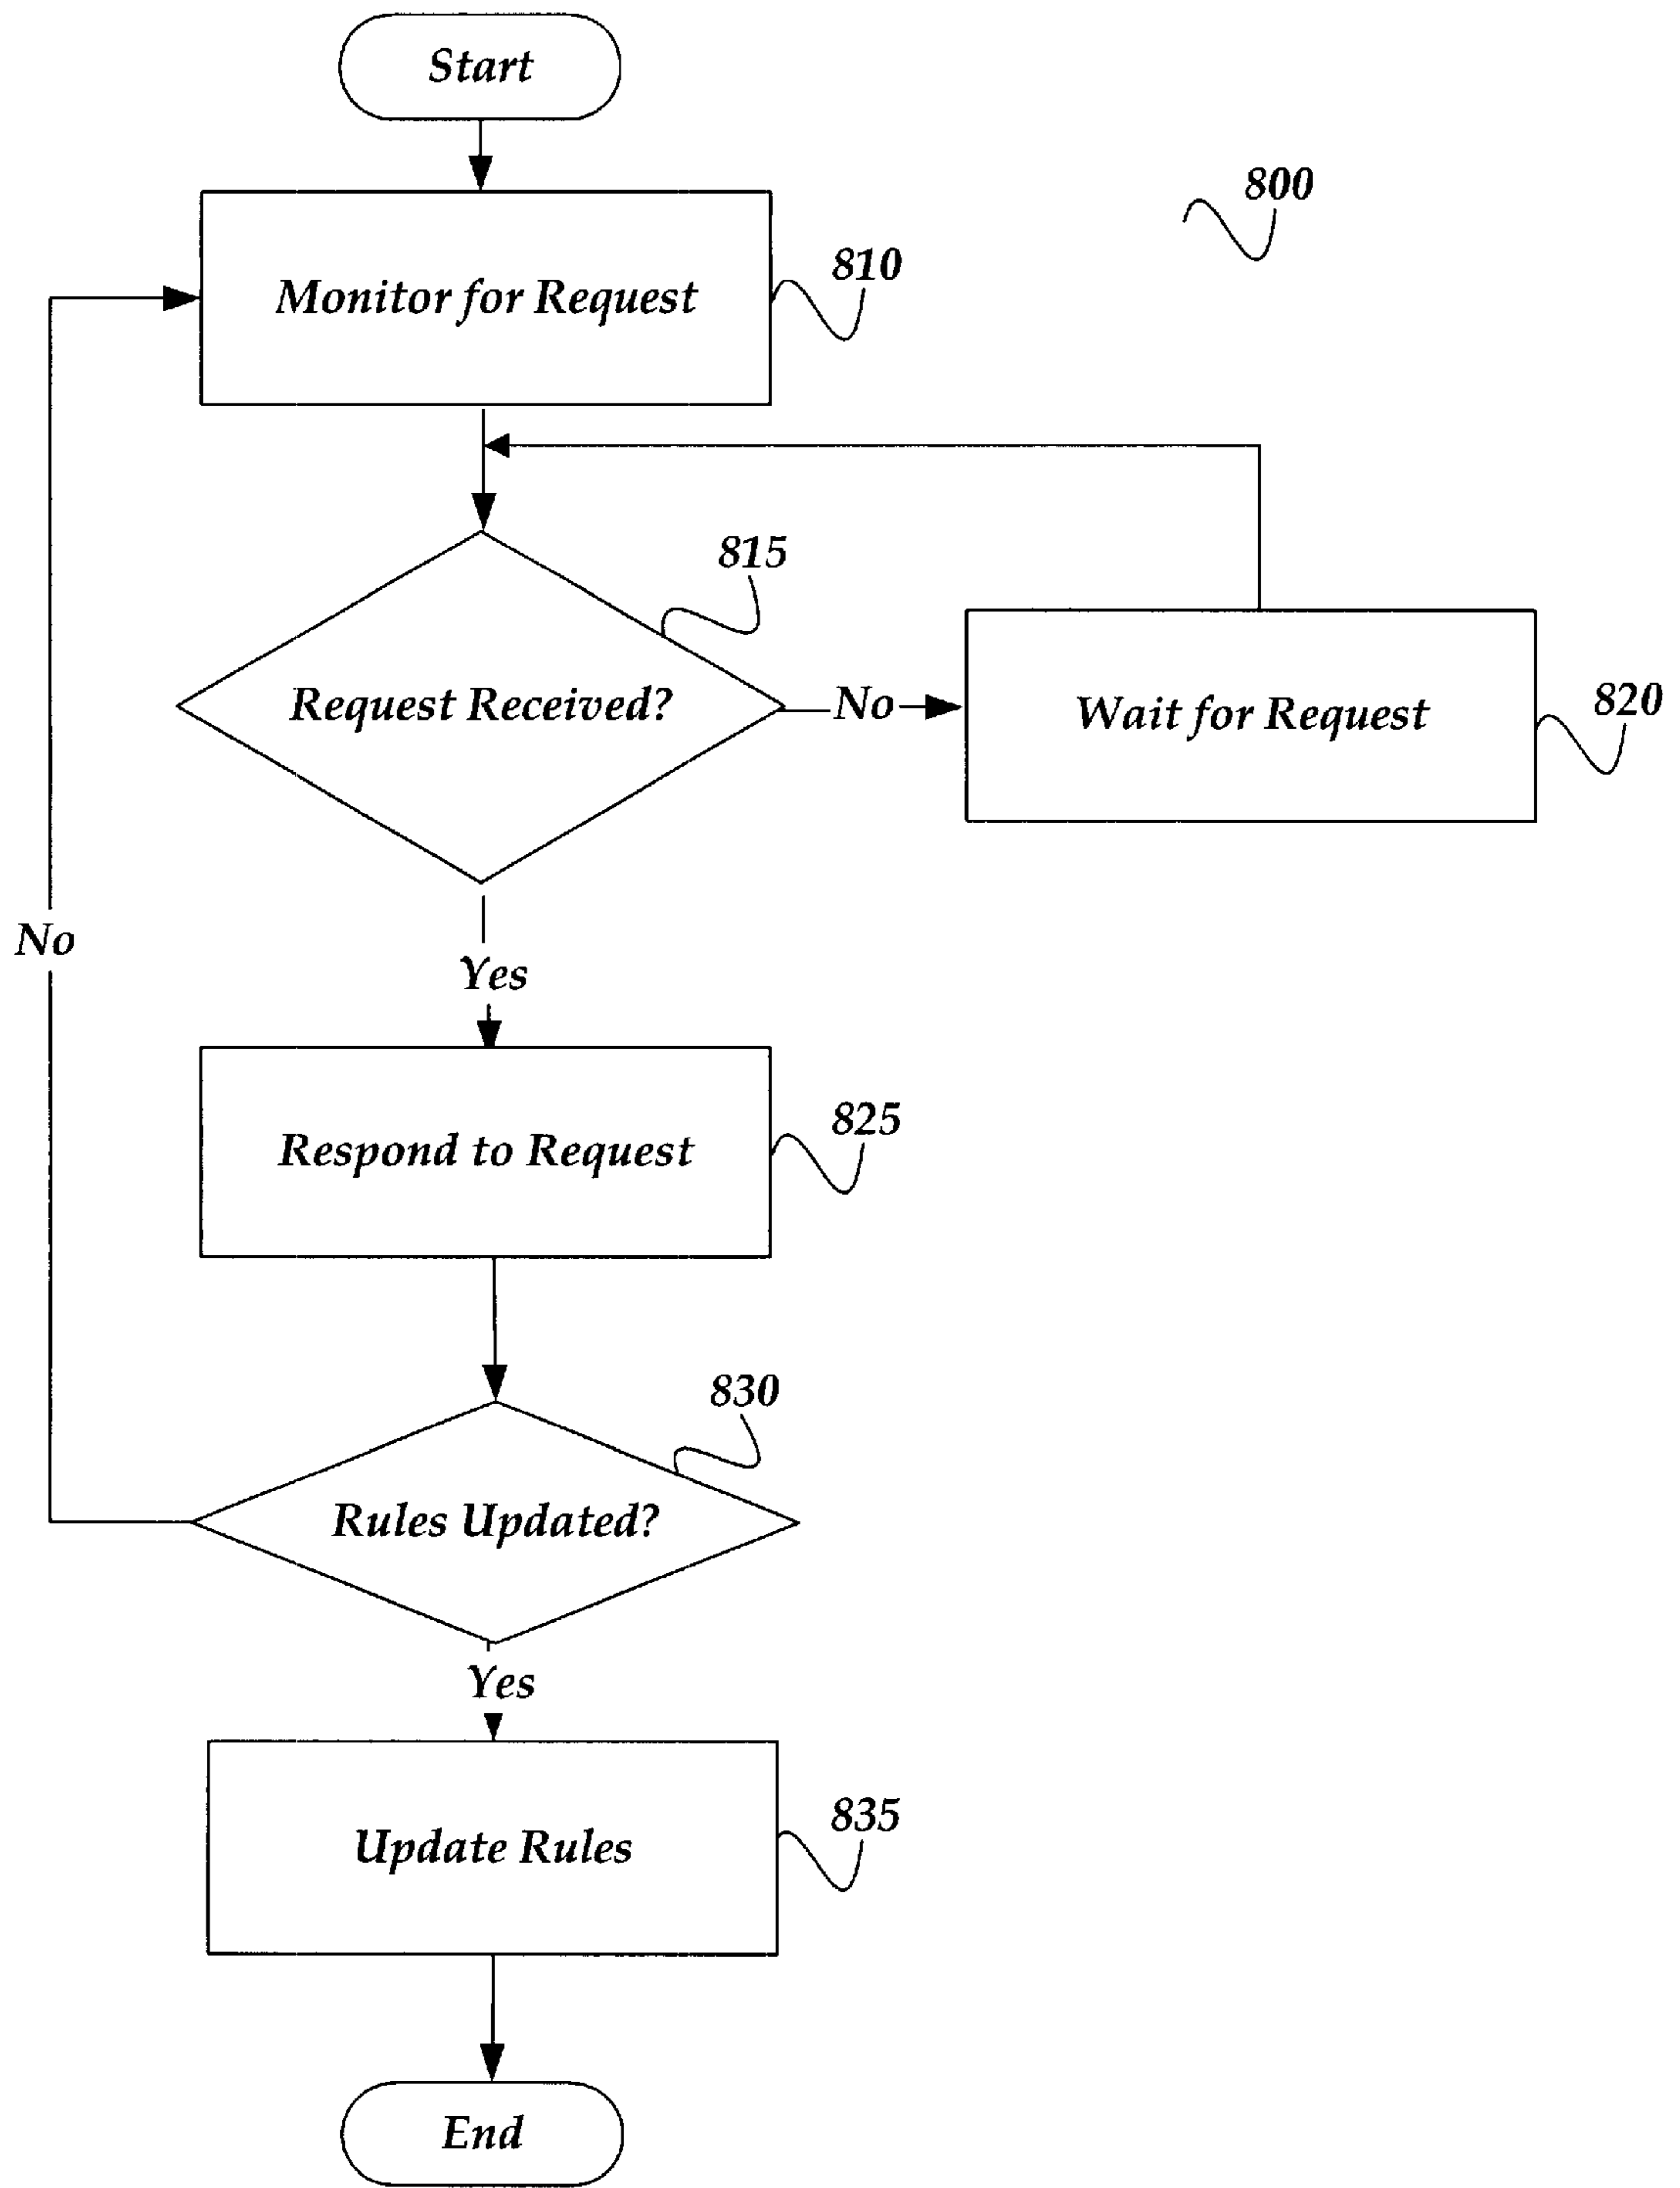 Start
800
810
Monitor for Request
815
Request Received?
No
Wait for Request
820
No
Yes
825
Respond to Request
830
Rules Updated?
Yes
835
Update Rules
End